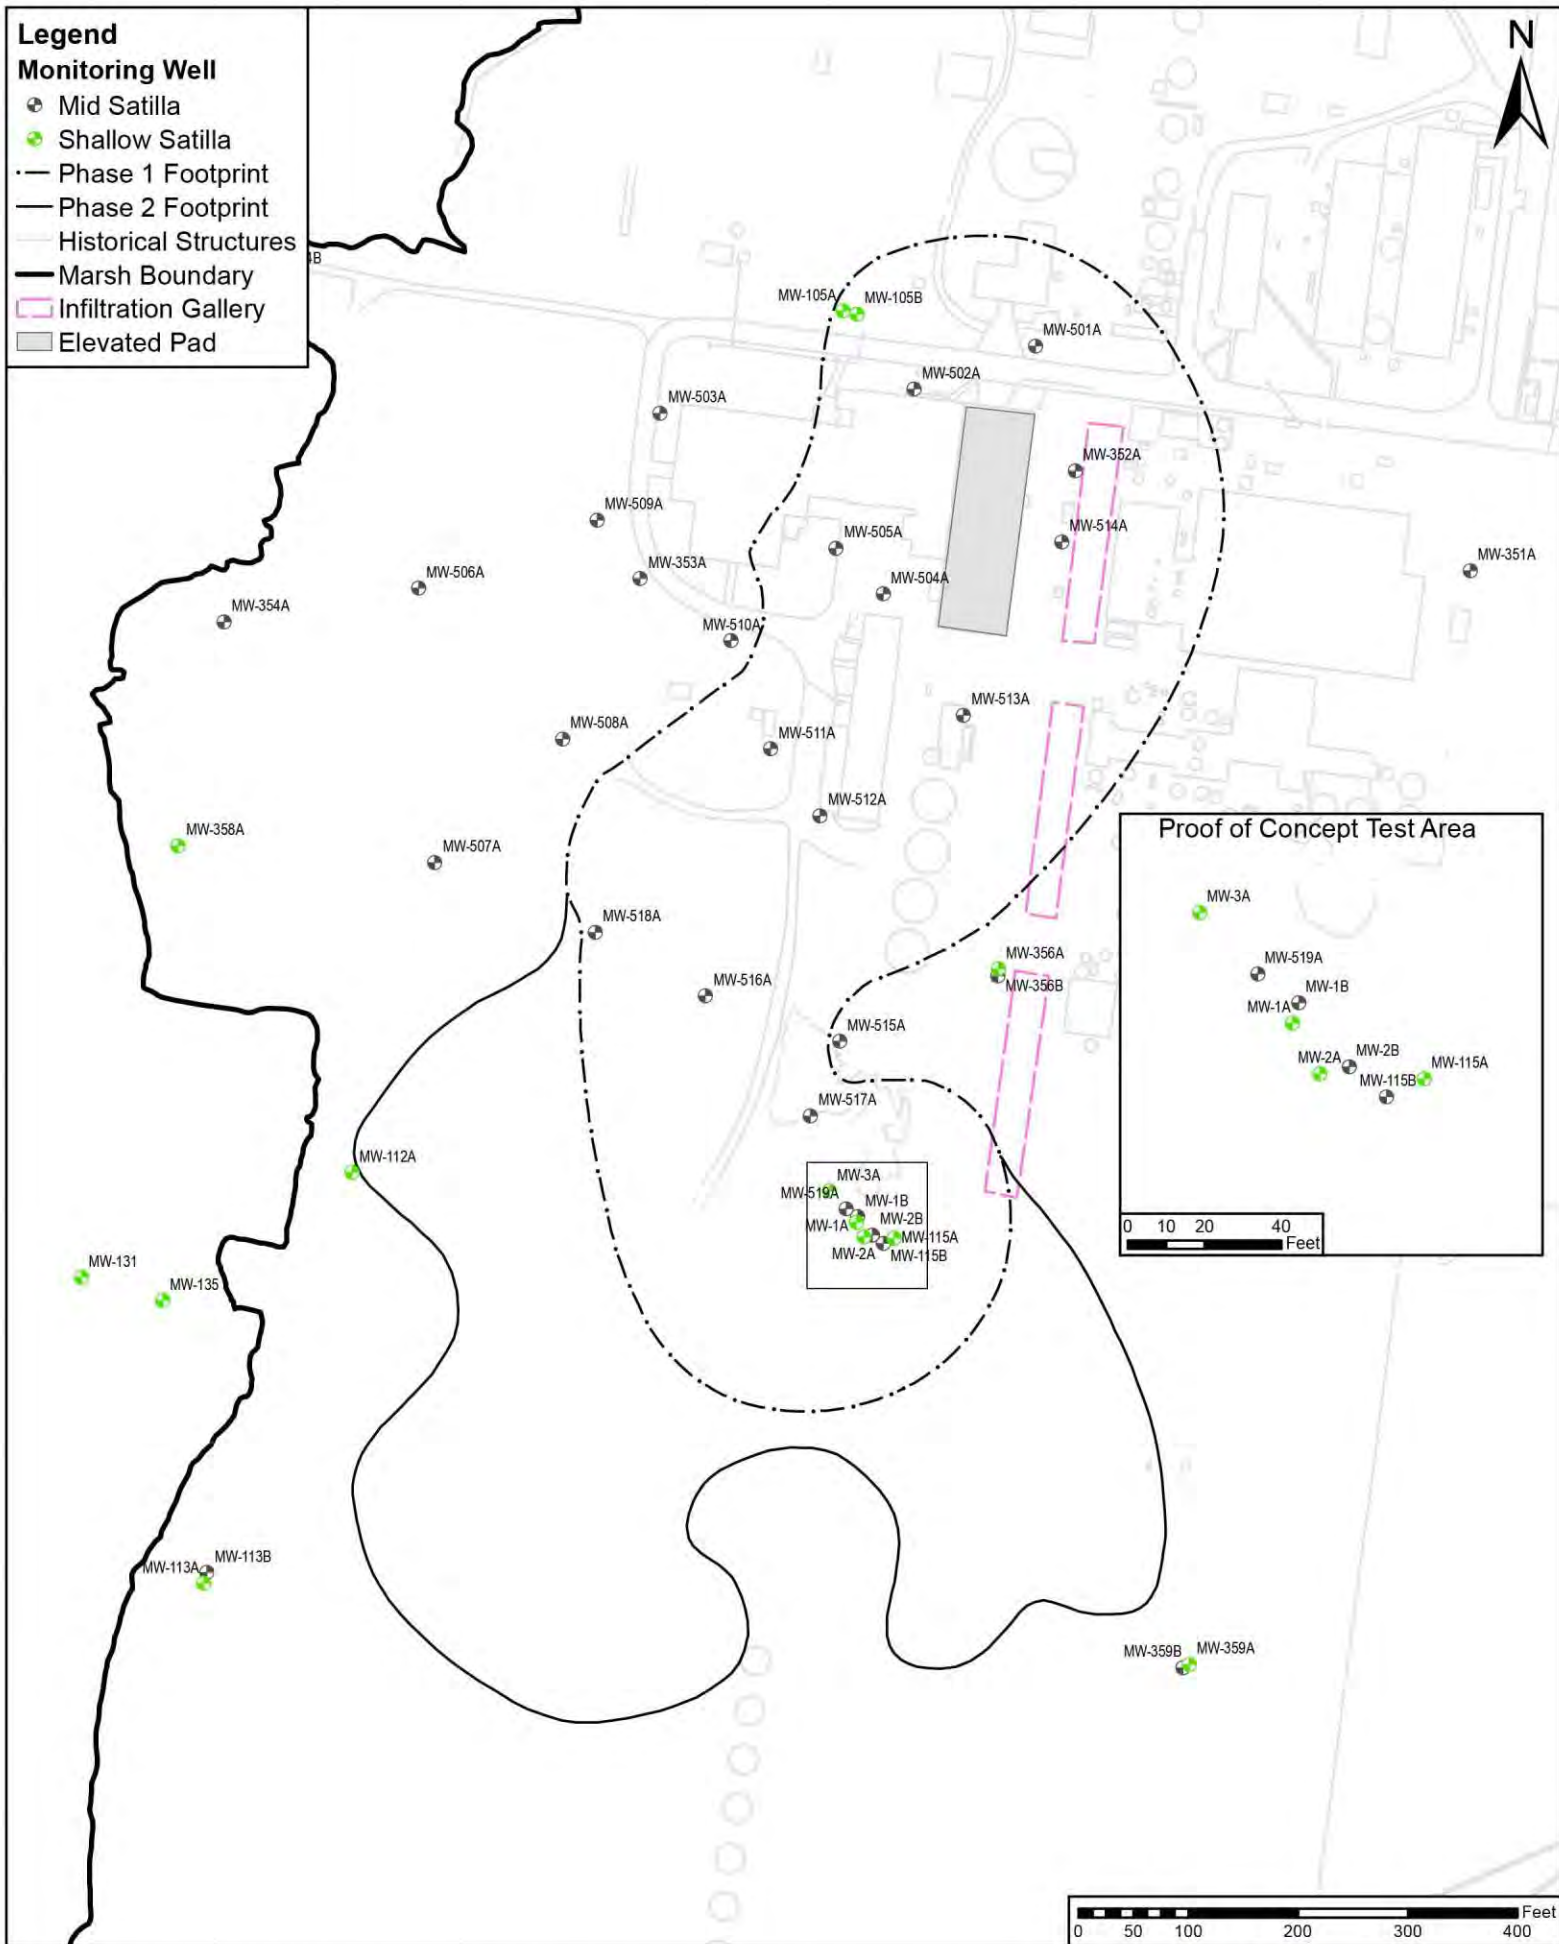 Legend
Monitoring Well
Mid Satilla
Shallow Satilla
Phase 1 Footprint
Phase 2 Footprint
Historical Structures
Marsh Boundary
Infiltration Gallery
Elevated Pad
N
4B
MW-105A
MW-105B
MW-501A
MW-502A
MW-503A
MW-352A
MW-509A
MW-514A
MW-505A
MW-351A
MW-353A
MW-506A
MW-504A
MW-354A
MW-510A
MW-513A
MW-508A
MW-511A
MW-512A
MW-358A
MW-507A
MW-518A
MW-356A
MW-356B
MW-516A
MW-515A
MW-517A
MW-112A
MW-3A
MW-519A
MW-1B
MW-1A
MW-2B
MW-115A
MW-2A
MW-115B
MW-131
MW-135
MW-113B
MW-113A
MW-359B
MW-359A
Proof of Concept Test Area
MW-3A
MW-519A
MW-1B
MW-1A
MW-2A
MW-2B
MW-115A
MW-115B
0 10 20 40
Feet
Feet
0 50 100 200 300 400